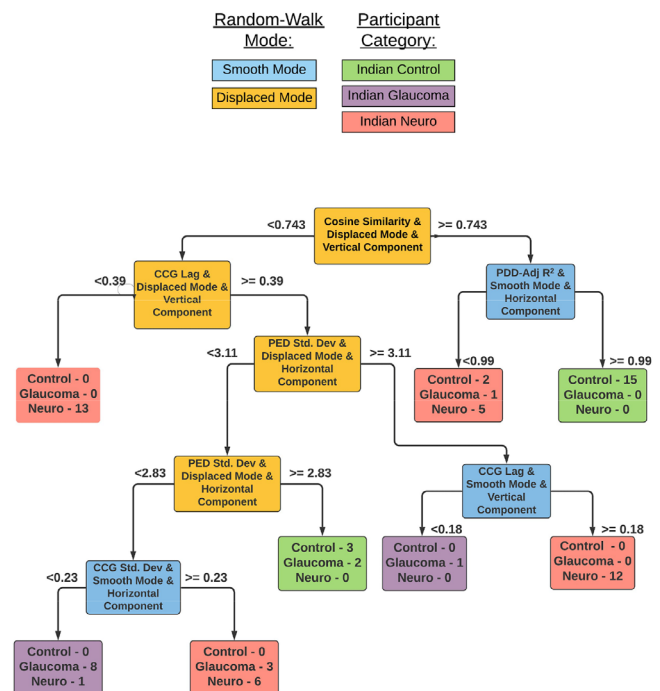 Random-Walk
Mode:
Participant
Category:
Smooth Mode
Displaced Mode
Indian Control
Indian Glaucoma
Indian Neuro
<0.743
Cosine Similarity &
Displaced Mode &
Vertical Component
>= 0.743
<0.39
CCG Lag &
Displaced Mode &
Vertical
Component
>= 0.39
PDD-Adj R² &
Smooth Mode &
Horizontal
Component
<3.11
PED Std. Dev &
Displaced Mode &
Horizontal
Component
>= 3.11
<0.99
>= 0.99
Control - 0
Glaucoma - 0
Neuro - 13
Control - 2
Glaucoma - 1
Neuro - 5
Control - 15
Glaucoma - 0
Neuro - 0
<2.83
PED Std. Dev &
Displaced Mode &
Horizontal
Component
>= 2.83
CCG Lag &
Smooth Mode &
Vertical
Component
<0.18
>= 0.18
Control - 3
Glaucoma - 2
Neuro - 0
Control - 0
Glaucoma - 1
Neuro - 0
Control - 0
Glaucoma - 0
Neuro - 12
<0.23
CCG Std. Dev &
Smooth Mode &
Horizontal
Component
>= 0.23
Control - 0
Glaucoma - 8
Neuro - 1
Control - 0
Glaucoma - 3
Neuro - 6